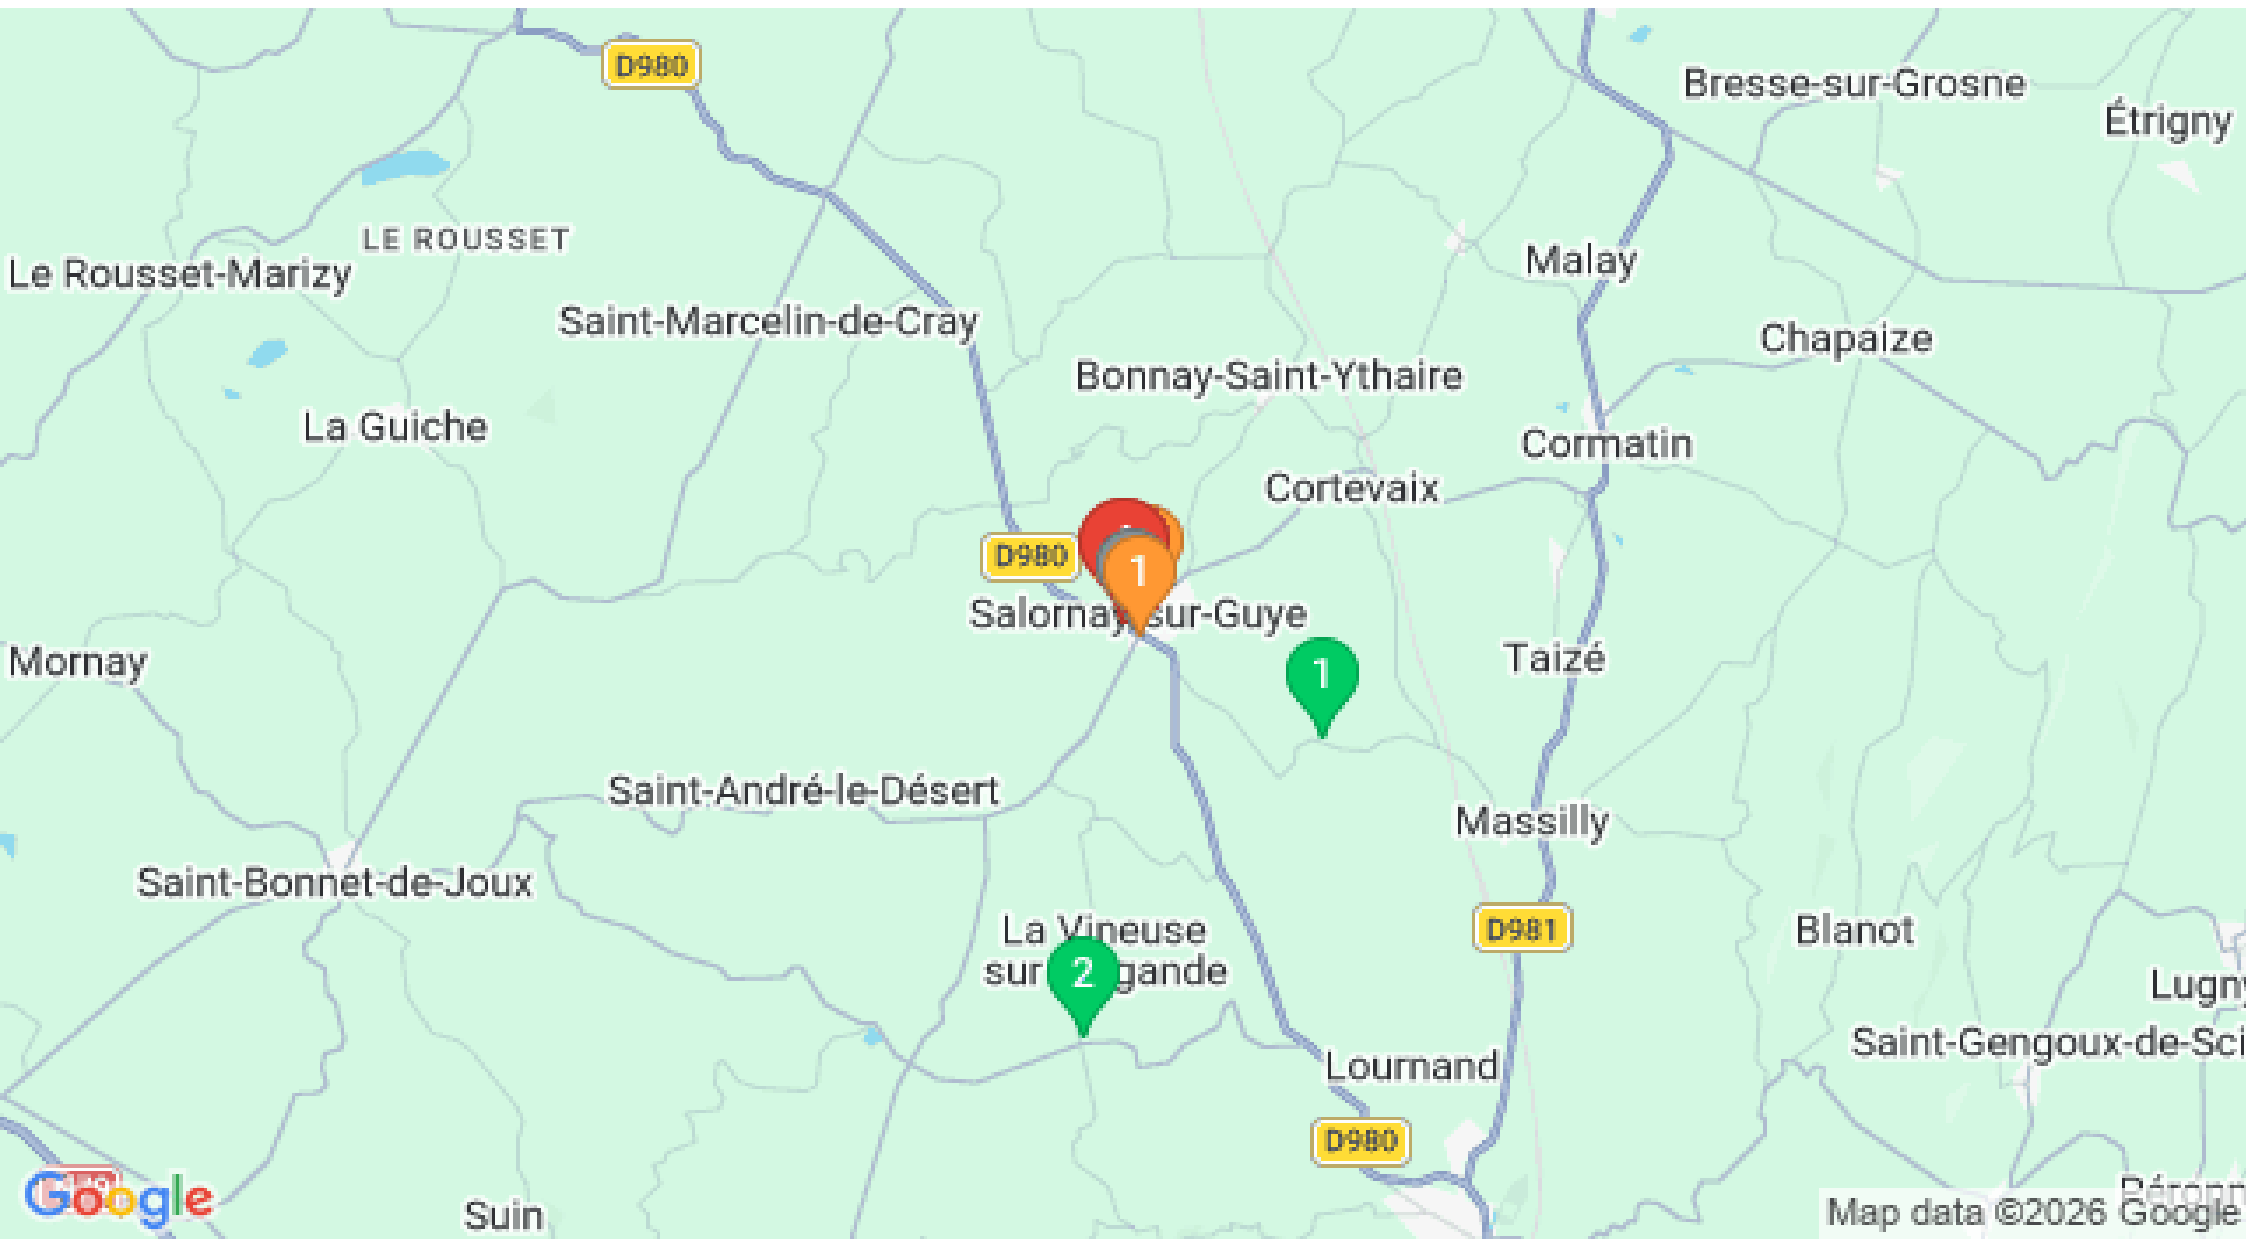 D980
Bresse-sur-Grosne
Étrigny
LE ROUSSET
Le Rousset-Marizy
Malay
Saint-Marcelin-de-Cray
Chapaize
Bonnay-Saint-Ythaire
La Guiche
Cormatin
Cortevaix
D980
1
Salornay-sur-Guye
Mornay
Taizé
1
Saint-André-le-Désert
Massilly
Saint-Bonnet-de-Joux
La Vineuse
sur gande
2
D981
Blanot
Lugny
Saint-Gengoux-de-Sci
Lournand
D980
Google
Suin
Péronn
Map data ©2026 Google